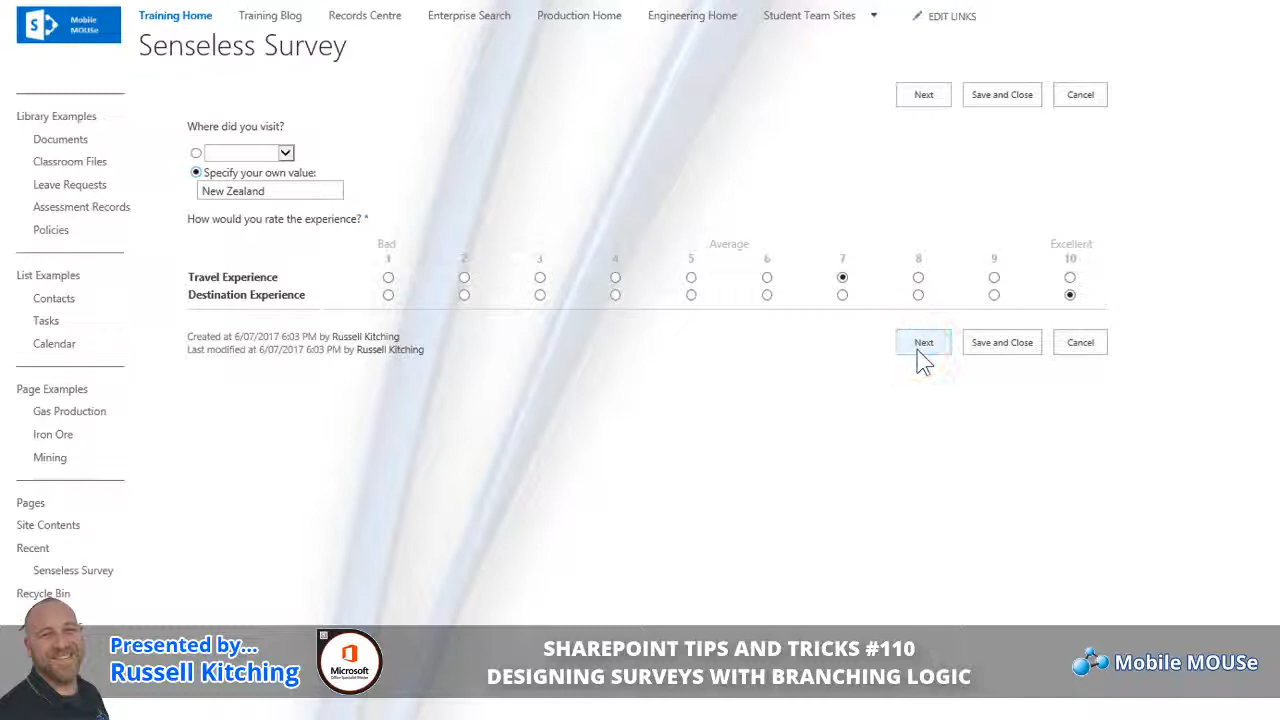 Mobile
MOUSe
Training Home Training Blog Records Centre Enterprise Search Production Home Engineering Home Student Team Sites EDIT LINKS
Senseless Survey
Next Save and Close Cancel
Library Examples
Documents
Classroom Files
Leave Requests
Assessment Records
Policies
List Examples
Contacts
Tasks
Calendar
Page Examples
Gas Production
Iron Ore
Mining
Pages
Site Contents
Recent
Senseless Survey
Recycle Bin
Where did you visit?
Specify your own value:
New Zealand
How would you rate the experience? *
Bad Average Excellent
1 2 3 4 5 6 7 8 9 10
Travel Experience
Destination Experience
Created at 6/07/2017 6:03 PM by Russell Kitching
Last modified at 6/07/2017 6:03 PM by Russell Kitching
Next Save and Close Cancel
Presented by...
Russell Kitching
Microsoft
Office Specialist Master
SHAREPOINT TIPS AND TRICKS #110
DESIGNING SURVEYS WITH BRANCHING LOGIC
Mobile MOUSe